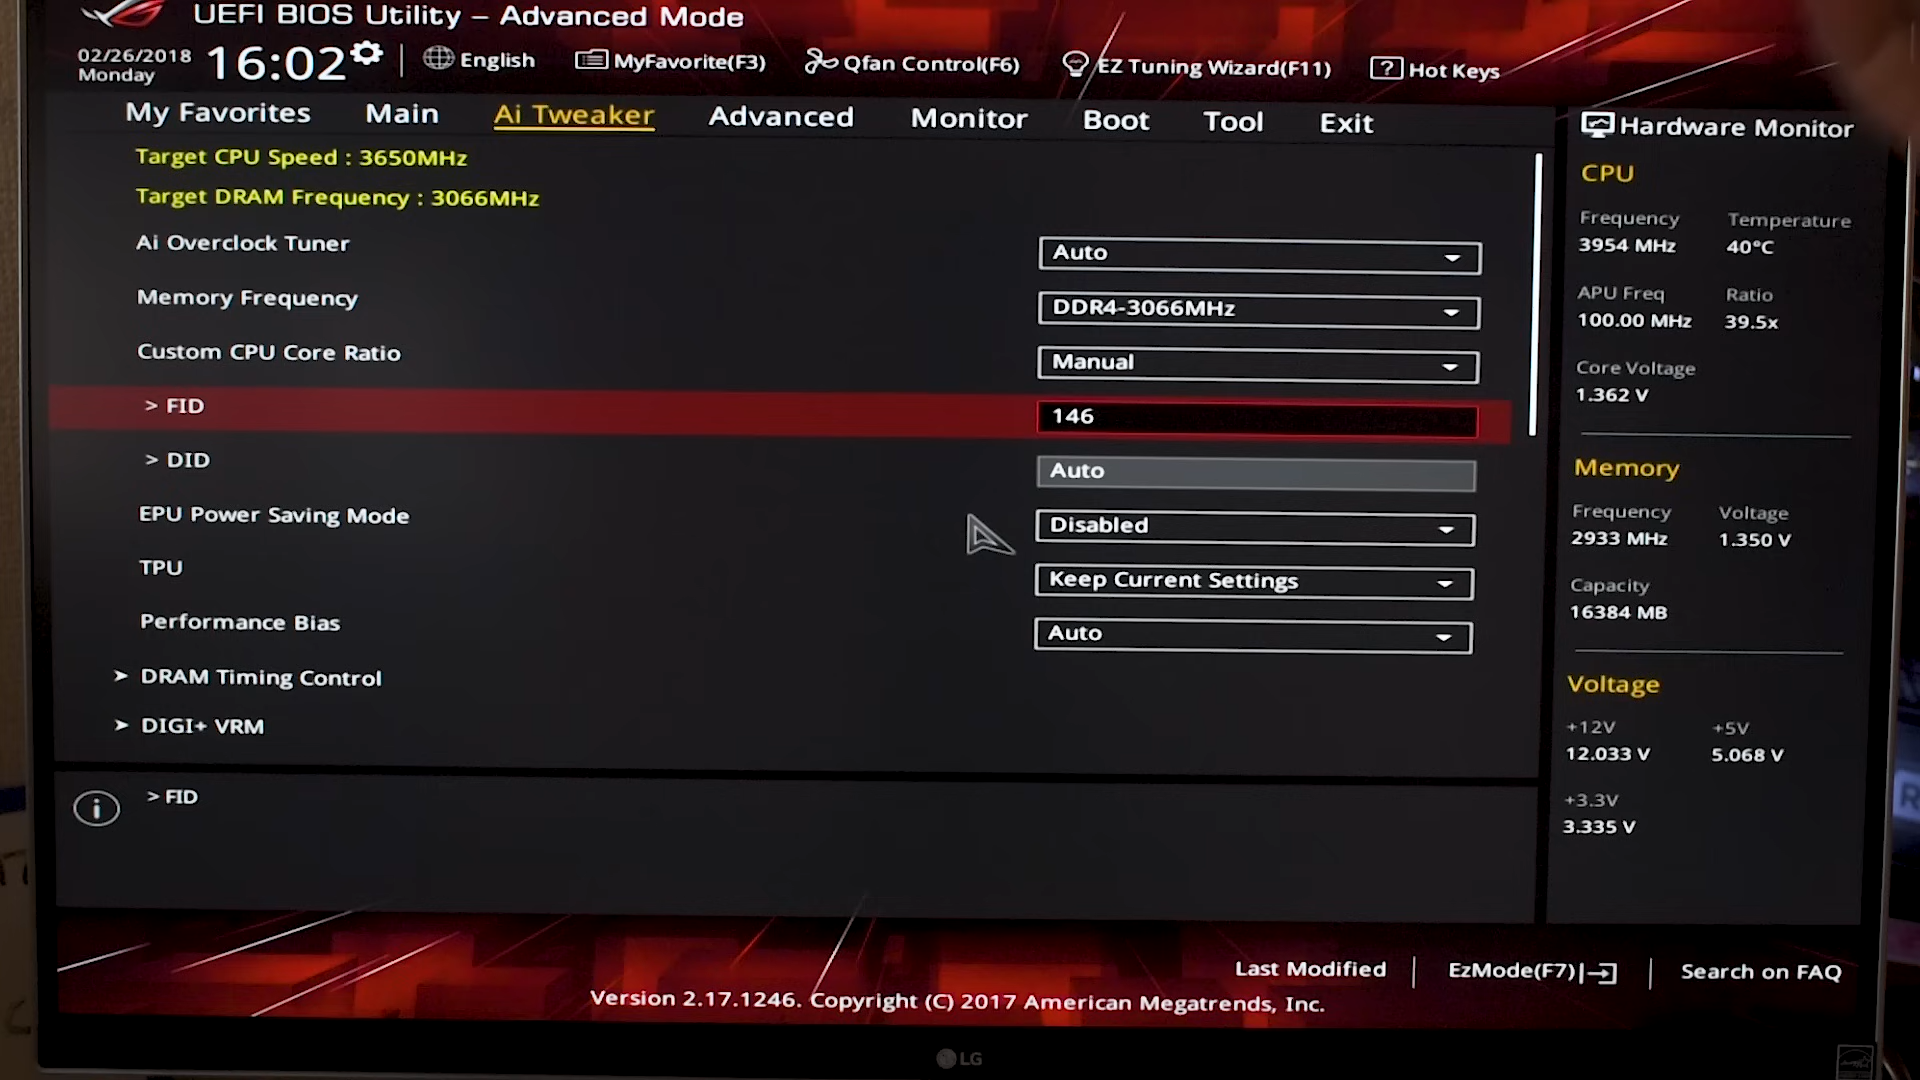 UEFI BIOS Utility – Advanced Mode
02/26/2018
Monday
16:02
English
MyFavorite(F3)
Qfan Control(F6)
EZ Tuning Wizard(F11)
? Hot Keys
My Favorites
Main
Ai Tweaker
Advanced
Monitor
Boot
Tool
Exit
Target CPU Speed : 3650MHz
Target DRAM Frequency : 3066MHz
Ai Overclock Tuner
Auto
Memory Frequency
DDR4-3066MHz
Custom CPU Core Ratio
Manual
> FID
146
> DID
Auto
EPU Power Saving Mode
Disabled
TPU
Keep Current Settings
Performance Bias
Auto
DRAM Timing Control
DIGI+ VRM
i
> FID
Hardware Monitor
CPU
Frequency Temperature
3954 MHz 40°C
APU Freq Ratio
100.00 MHz 39.5x
Core Voltage
1.362 V
Memory
Frequency Voltage
2933 MHz 1.350 V
Capacity
16384 MB
Voltage
+12V +5V
12.033 V 5.068 V
+3.3V
3.335 V
Last Modified
EzMode(F7)
Search on FAQ
Version 2.17.1246. Copyright (C) 2017 American Megatrends, Inc.
LG